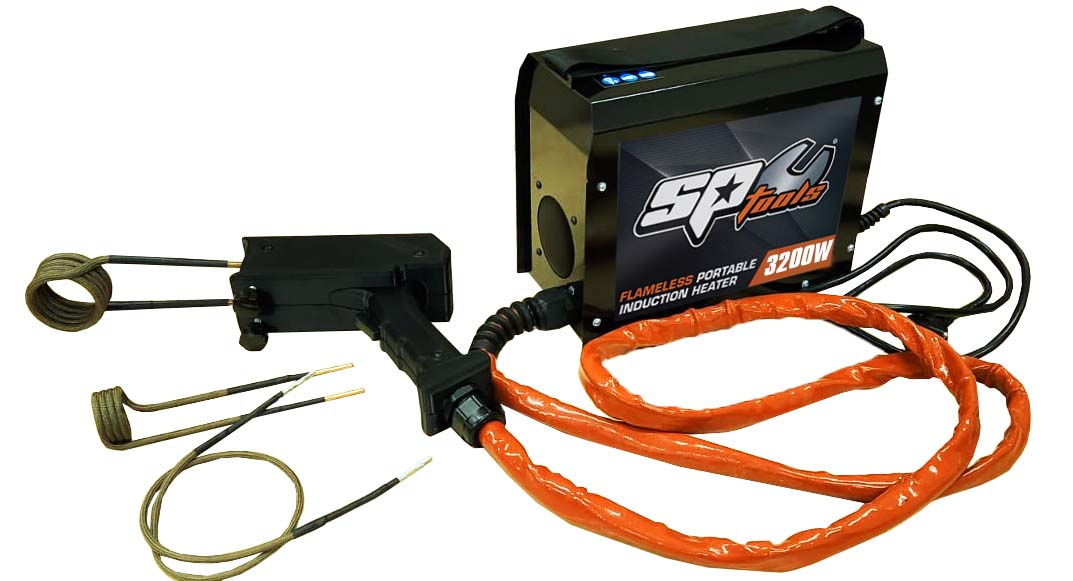 SP tools®
FLAMELESS PORTABLE
INDUCTION HEATER
3200W